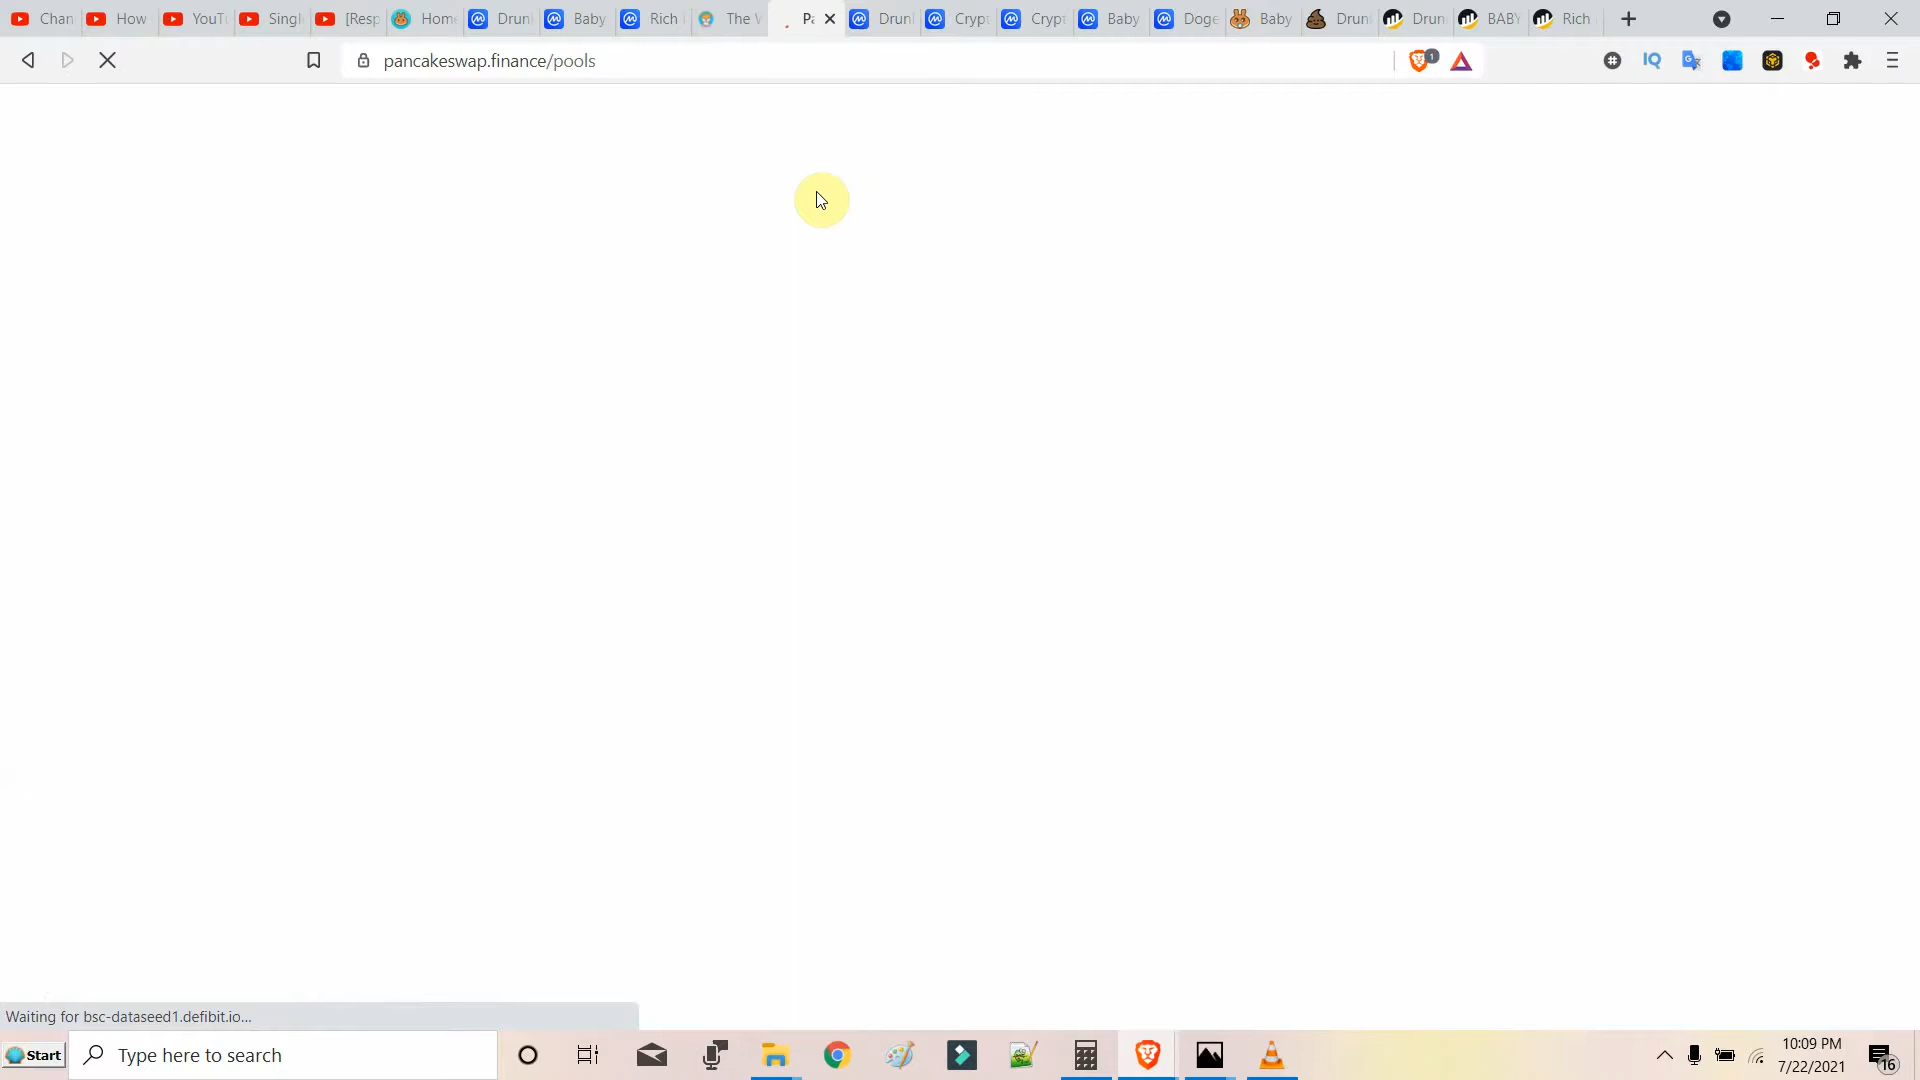 Chan
How
YouT
Singl
[Resp
Hom
Drun
Baby
Rich
The
Pa
Drun
Cryp
Cryp
Baby
Doge
Baby
Drun
Drun
BABY
Rich
pancakeswap.finance/pools
1
IQ
Waiting for bsc-dataseed1.defibit.io...
Start
Type here to search
10:09 PM
7/22/2021
16